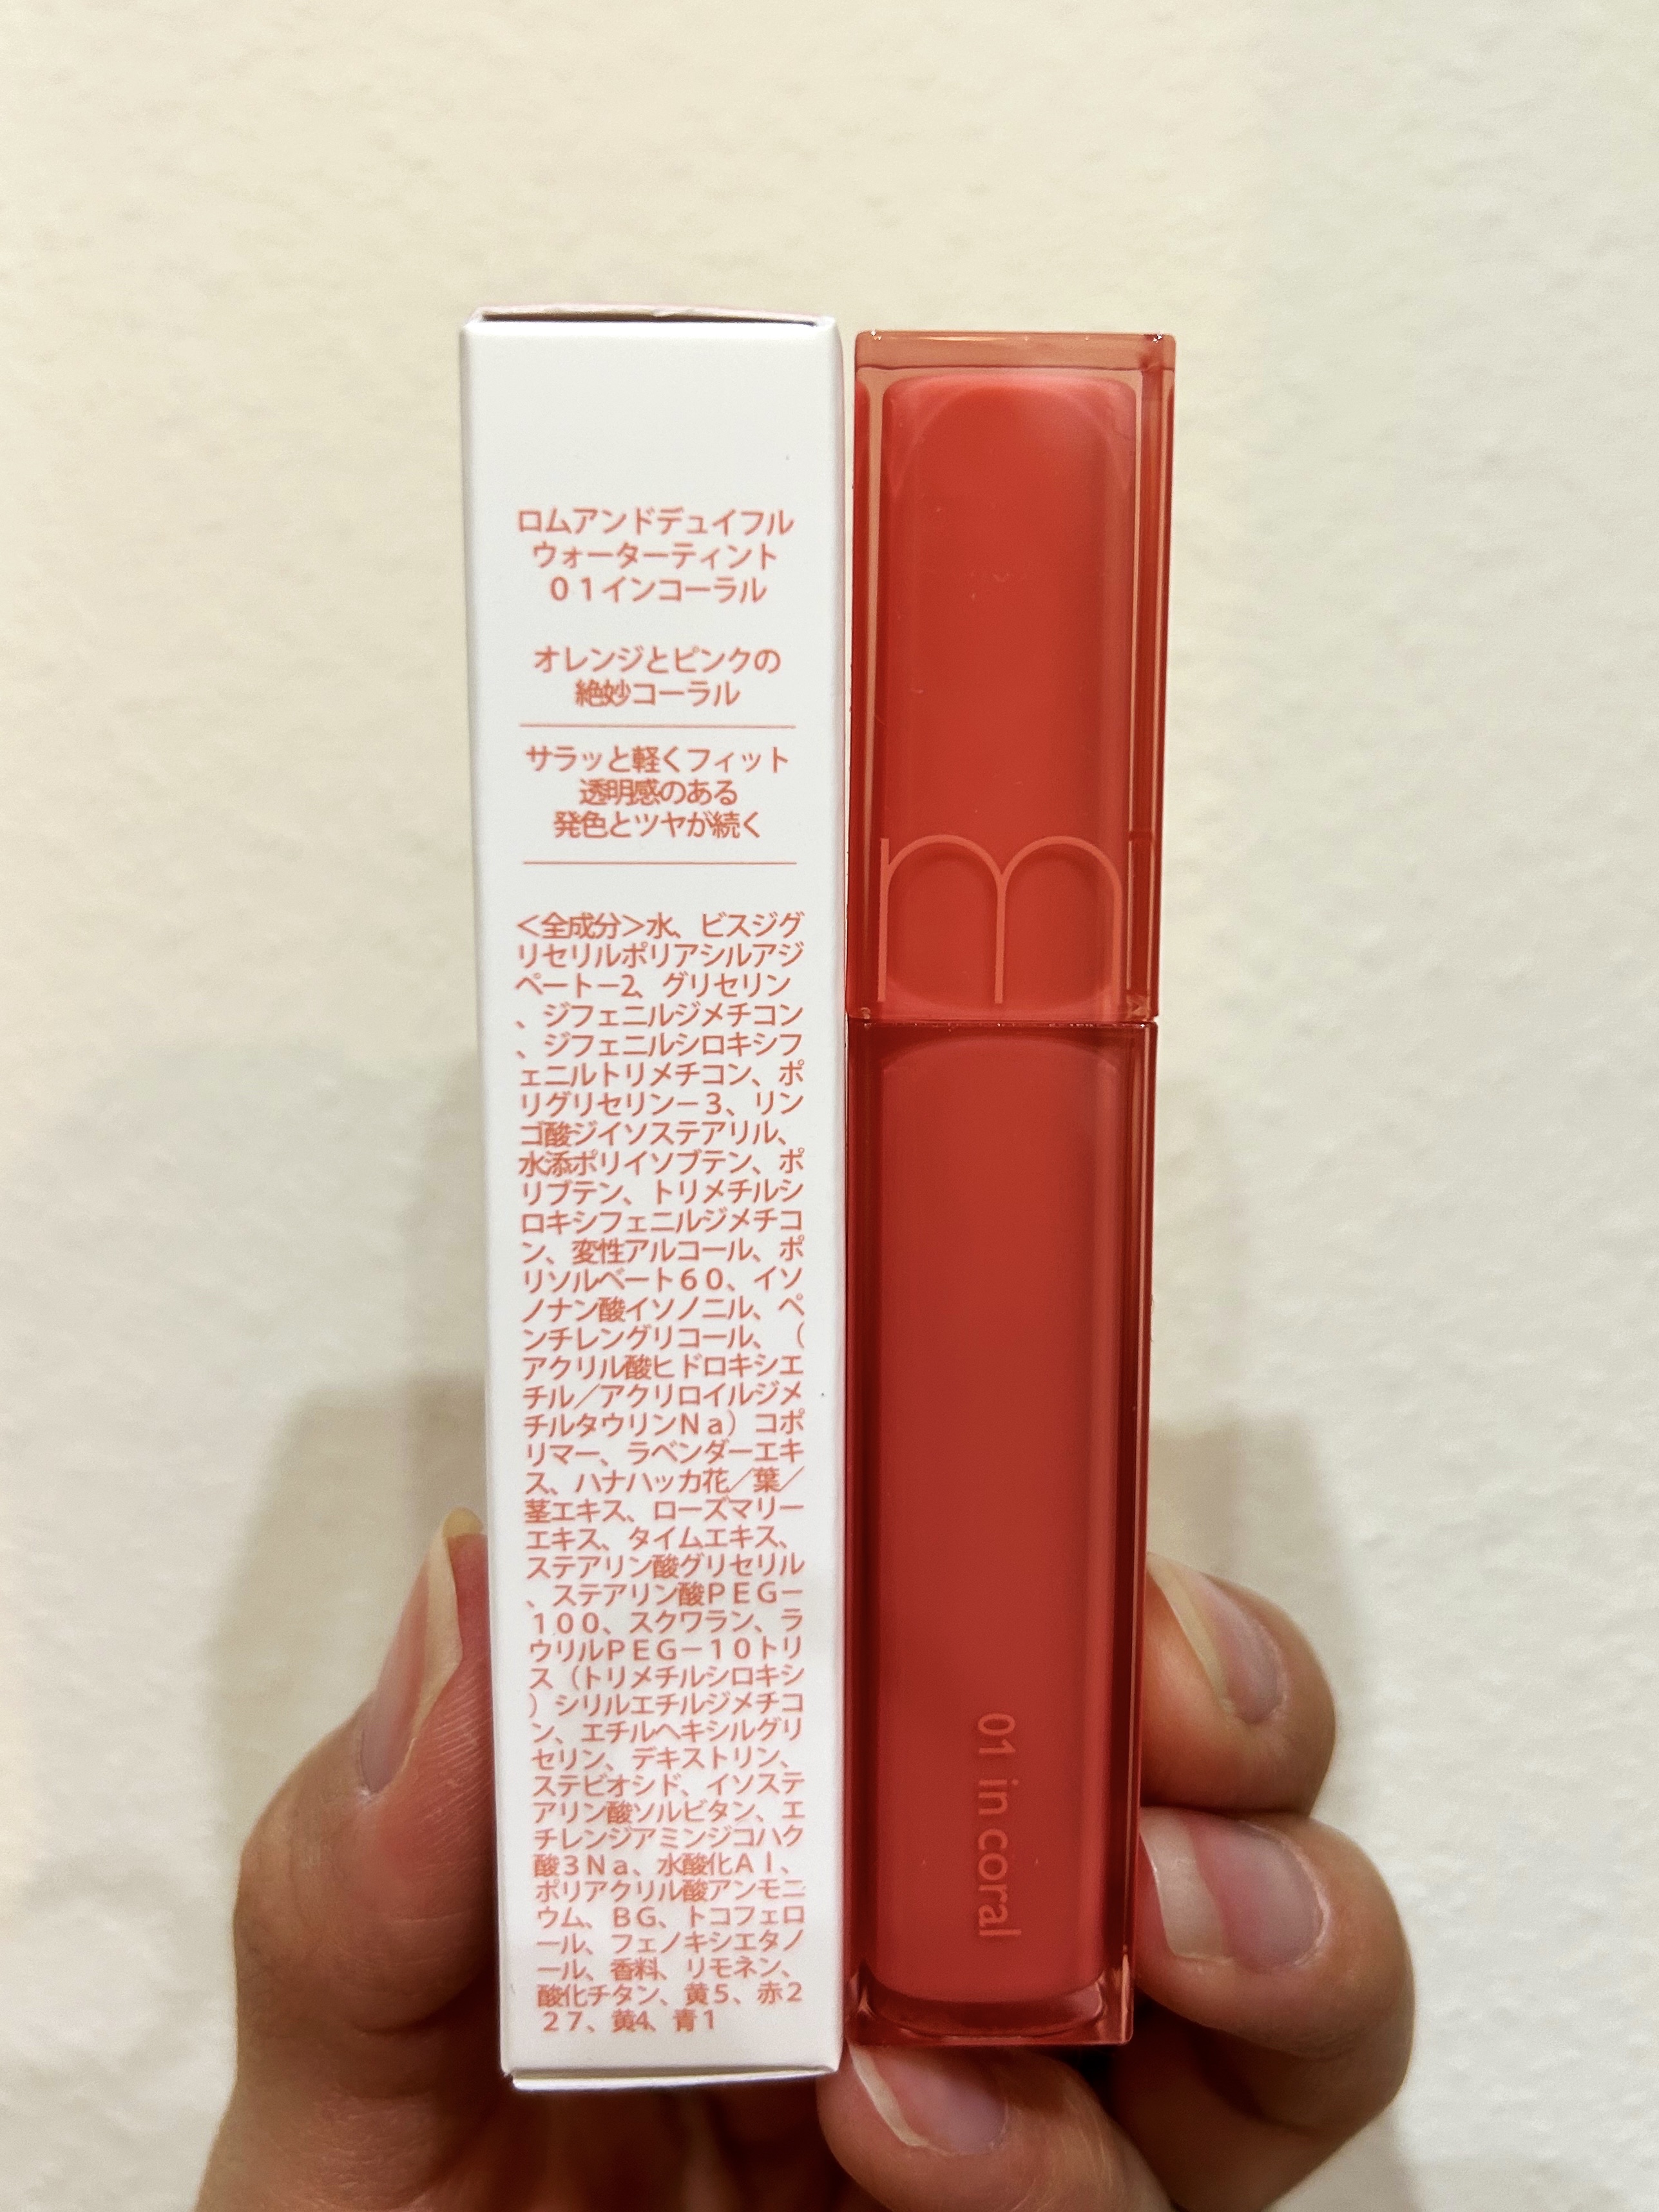 ロムアンドデュイフル
ウォーターティント
０１インコーラル
オレンジとピンクの
絶妙コーラル
サラッと軽くフィット
透明感のある
発色とツヤが続く
＜全成分＞水、ビスジグ
リセリルポリアシルアジ
ペート－2、グリセリン
、ジフェニルジメチコン
、ジフェニルシロキシフ
ェニルトリメチコン、ポ
リグリセリン－３、リン
ゴ酸ジイソステアリル、
水添ポリイソブテン、ポ
リブテン、トリメチルシ
ロキシフェニルジメチコ
ン、変性アルコール、ポ
リソルベート６０、イソ
ノナン酸イソノニル、ペ
ンチレングリコール、（
アクリル酸ヒドロキシエ
チル／アクリロイルジメ
チルタウリンＮａ）コポ
リマー、ラベンダーエキ
ス、ハナハッカ花／葉／
茎エキス、ローズマリー
エキス、タイムエキス、
ステアリン酸グリセリル
、ステアリン酸ＰＥＧ－
１００、スクワラン、ラ
ウリルＰＥＧ－１０トリ
ス（トリメチルシロキシ
）シリルエチルジメチコ
ン、エチルヘキシルグリ
セリン、デキストリン、
ステビオシド、イソステ
アリン酸ソルビタン、エ
チレンジアミンジコハク
酸３Ｎａ、水酸化Ａｌ、
ポリアクリル酸アンモニ
ウム、ＢＧ、トコフェロ
ール、フェノキシエタノ
ール、香料、リモネン、
酸化チタン、黄５、赤２
２７、黄4、青１
m
01 in coral